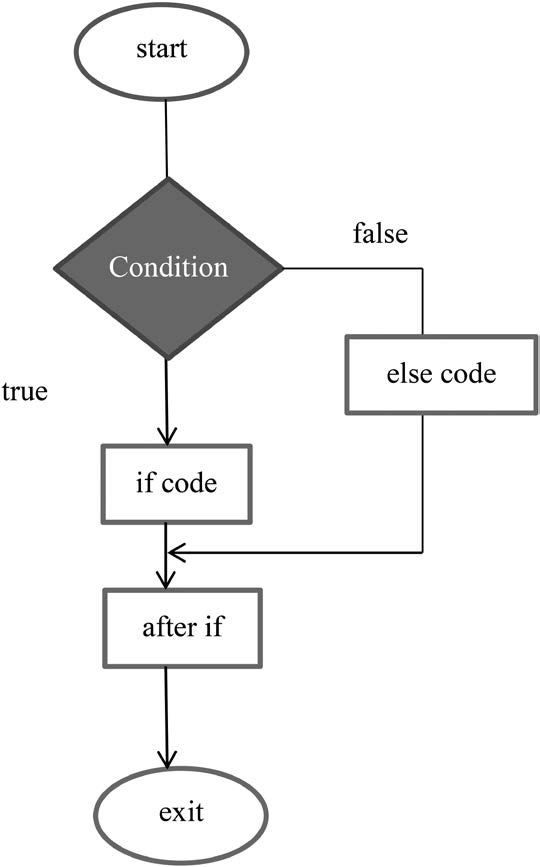 start
false
Condition
else code
true
if code
after if
exit